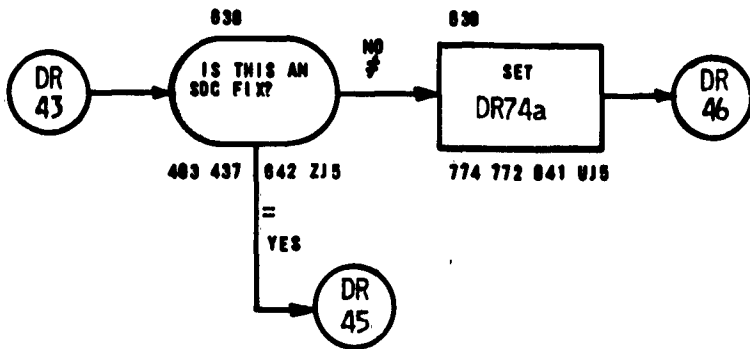 638
638
DR
43
IS THIS AN
SDC FIX?
NO
≠
SET
DR74a
DR
46
403 437 642 ZJ5
774 772 841 UJ5
=
YES
DR
45